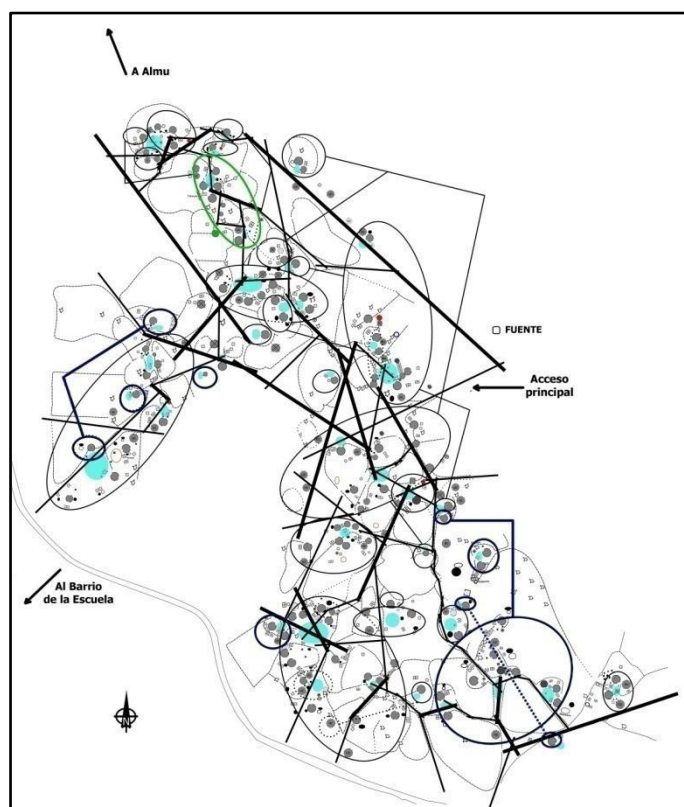 A Almu
FUENTE
Acceso
principal
Al Barrio
de la Escuela
N